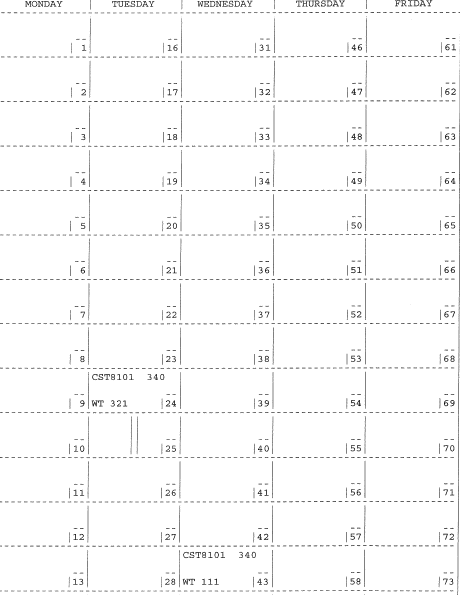 MONDAY | TUESDAY | WEDNESDAY | THURSDAY | FRIDAY
| 1 | |16| |31| |46| |61
| 2 | |17| |32| |47| |62
| 3 | |18| |33| |48| |63
| 4 | |19| |34| |49| |64
| 5 | |20| |35| |50| |65
| 6 | |21| |36| |51| |66
| 7 | |22| |37| |52| |67
| 8 | |23| |38| |53| |68
CST8101 340
| 9 |WT 321 |24| |39| |54| |69
|10| |25| |40| |55| |70
|11| |26| |41| |56| |71
|12| |27| |42| |57| |72
CST8101 340
|13| |28|WT 111 |43| |58| |73